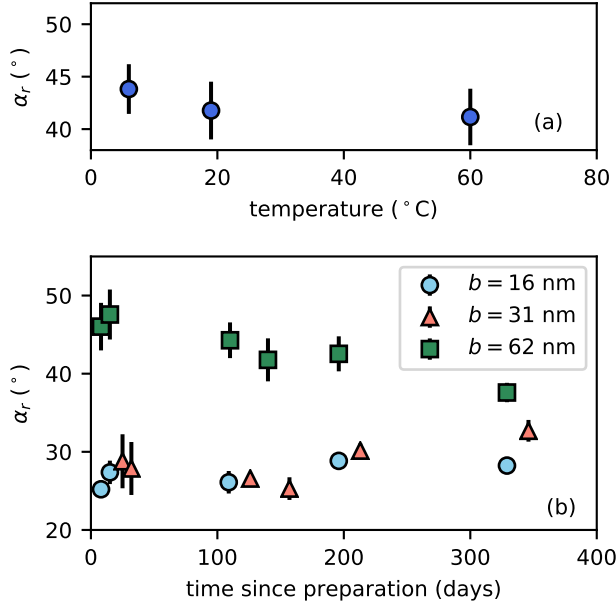 50
45
40
α_r (°)
(a)
0 20 40 60 80
temperature (°C)
50
40
30
20
α_r (°)
b = 16 nm
b = 31 nm
b = 62 nm
(b)
0 100 200 300 400
time since preparation (days)